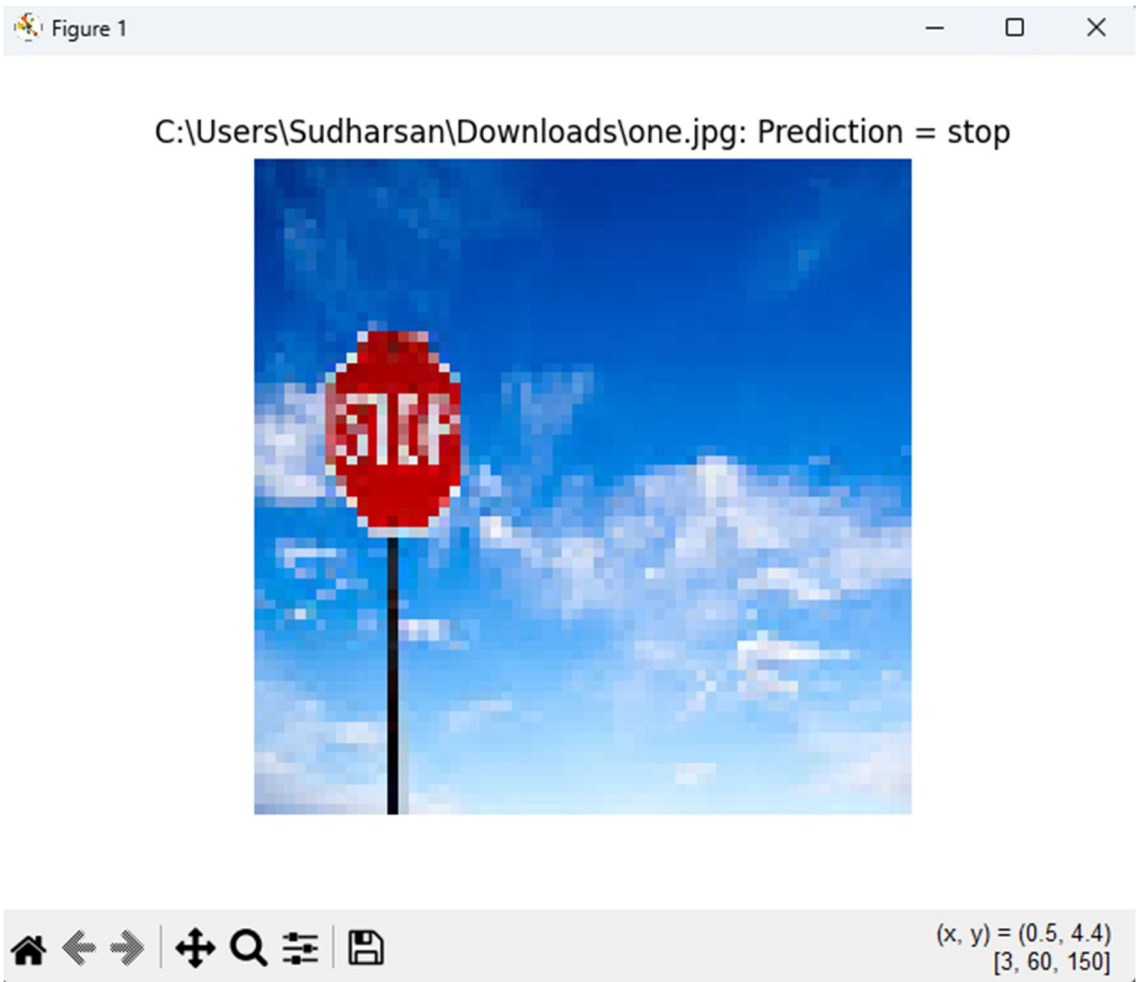 Figure 1
C:\Users\Sudharsan\Downloads\one.jpg: Prediction = stop
STOP
(x, y) = (0.5, 4.4)
[3, 60, 150]